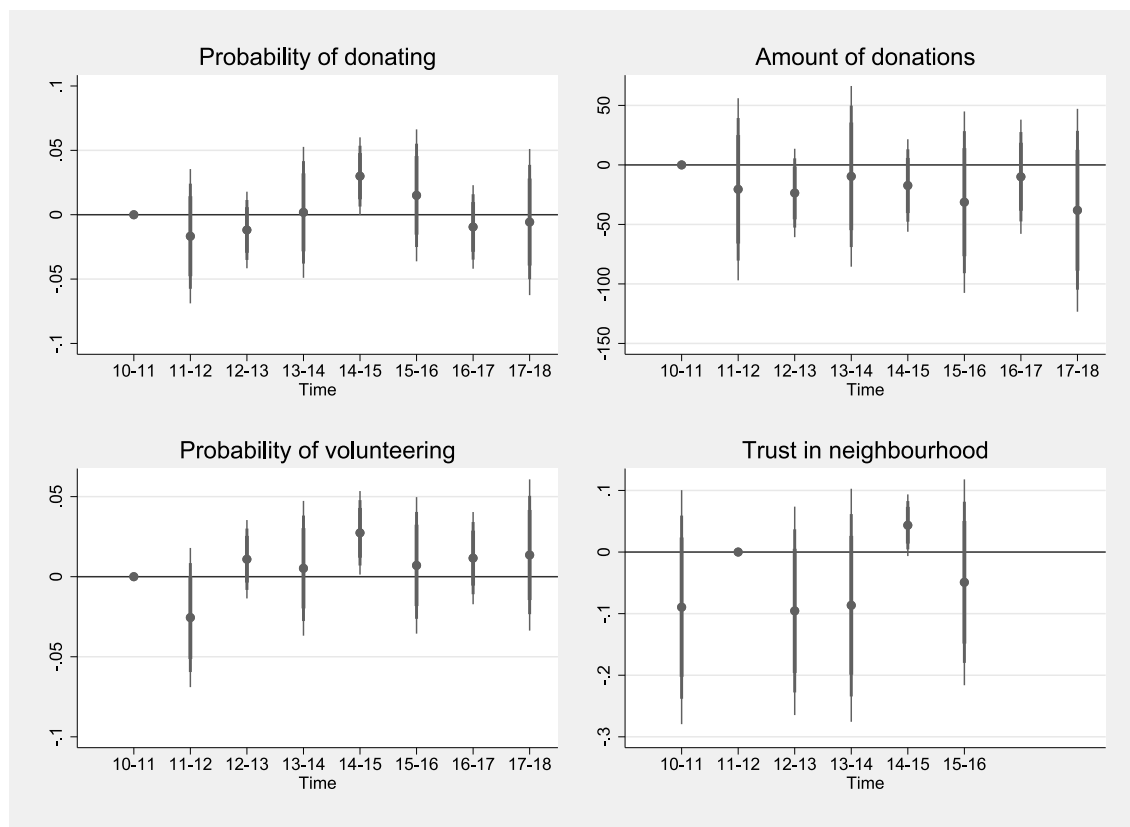 Probability of donating
.1
.05
0
-.05
-.1
10-11 11-12 12-13 13-14 14-15 15-16 16-17 17-18
Time
Amount of donations
50
0
-50
-100
-150
10-11 11-12 12-13 13-14 14-15 15-16 16-17 17-18
Time
Probability of volunteering
.05
0
-.05
-.1
10-11 11-12 12-13 13-14 14-15 15-16 16-17 17-18
Time
Trust in neighbourhood
.1
0
-.1
-.2
-.3
10-11 11-12 12-13 13-14 14-15 15-16
Time